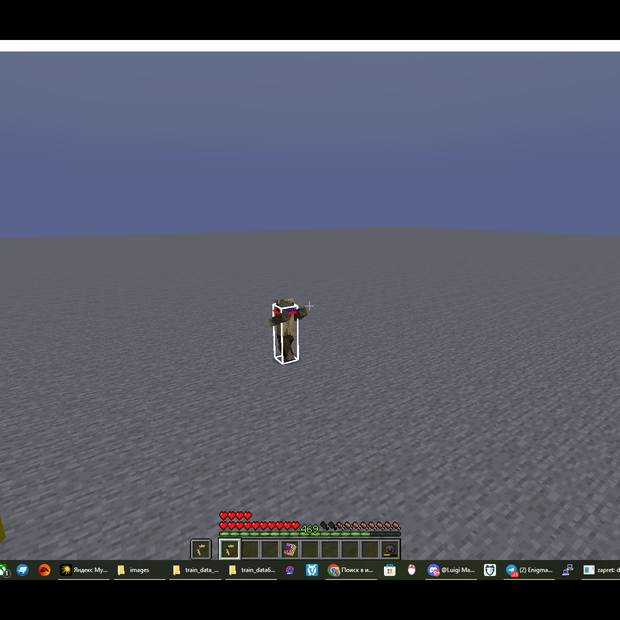 469
Яндекс Му...
images
train_data_...
train_data6...
Поиск в и...
@Luigi Ma...
(2) Enigma...
zapret: d